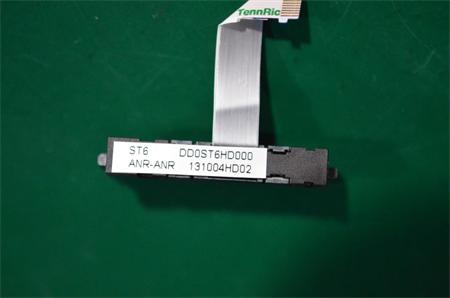 TennRic
ST6 DD0ST6HD000
ANR-ANR 131004HD02